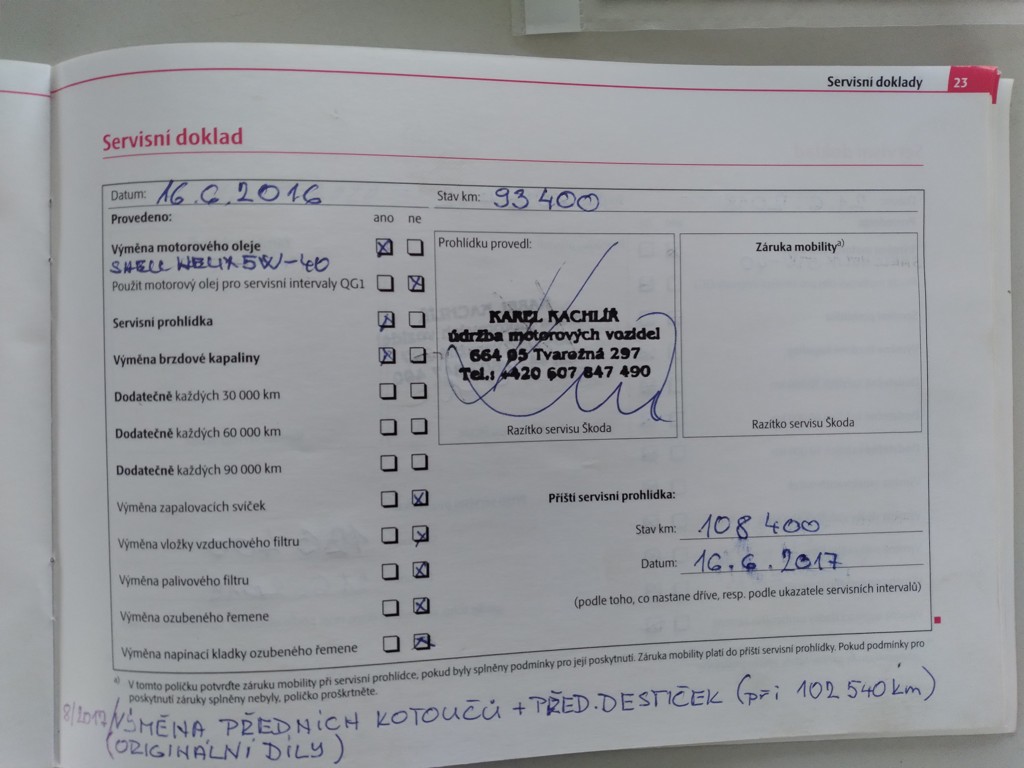 Servisní doklady 23
Servisní doklad
Datum: 16.6.2016 Stav km: 93 400
Provedeno: ano ne
Výměna motorového oleje
SHELL HELIX 5W-40
Použit motorový olej pro servisní intervaly QG1
Servisní prohlídka
Výměna brzdové kapaliny
Dodatečně každých 30 000 km
Dodatečně každých 60 000 km
Dodatečně každých 90 000 km
Výměna zapalovacích svíček
Výměna vložky vzduchového filtru
Výměna palivového filtru
Výměna ozubeného řemene
Výměna napínací kladky ozubeného řemene
Prohlídku provedl:
KAREL KACHLÍŘ
údržba motorových vozidel
664 05 Tvarožná 297
Tel.: +420 607 847 490
Razítko servisu Škoda
Záruka mobility a)
Razítko servisu Škoda
Příští servisní prohlídka:
Stav km: 108 400
Datum: 16.6.2017
(podle toho, co nastane dříve, resp. podle ukazatele servisních intervalů)
a) V tomto políčku potvrďte záruku mobility při servisní prohlídce, pokud byly splněny podmínky pro její poskytnutí. Záruka mobility platí do příští servisní prohlídky. Pokud podmínky pro
poskytnutí záruky splněny nebyly, políčko proškrtněte.
8/2017 VÝMĚNA PŘEDNÍCH KOTOUČŮ + PŘED. DESTIČEK (při 102 540 km)
(ORIGINÁLNÍ DÍLY)